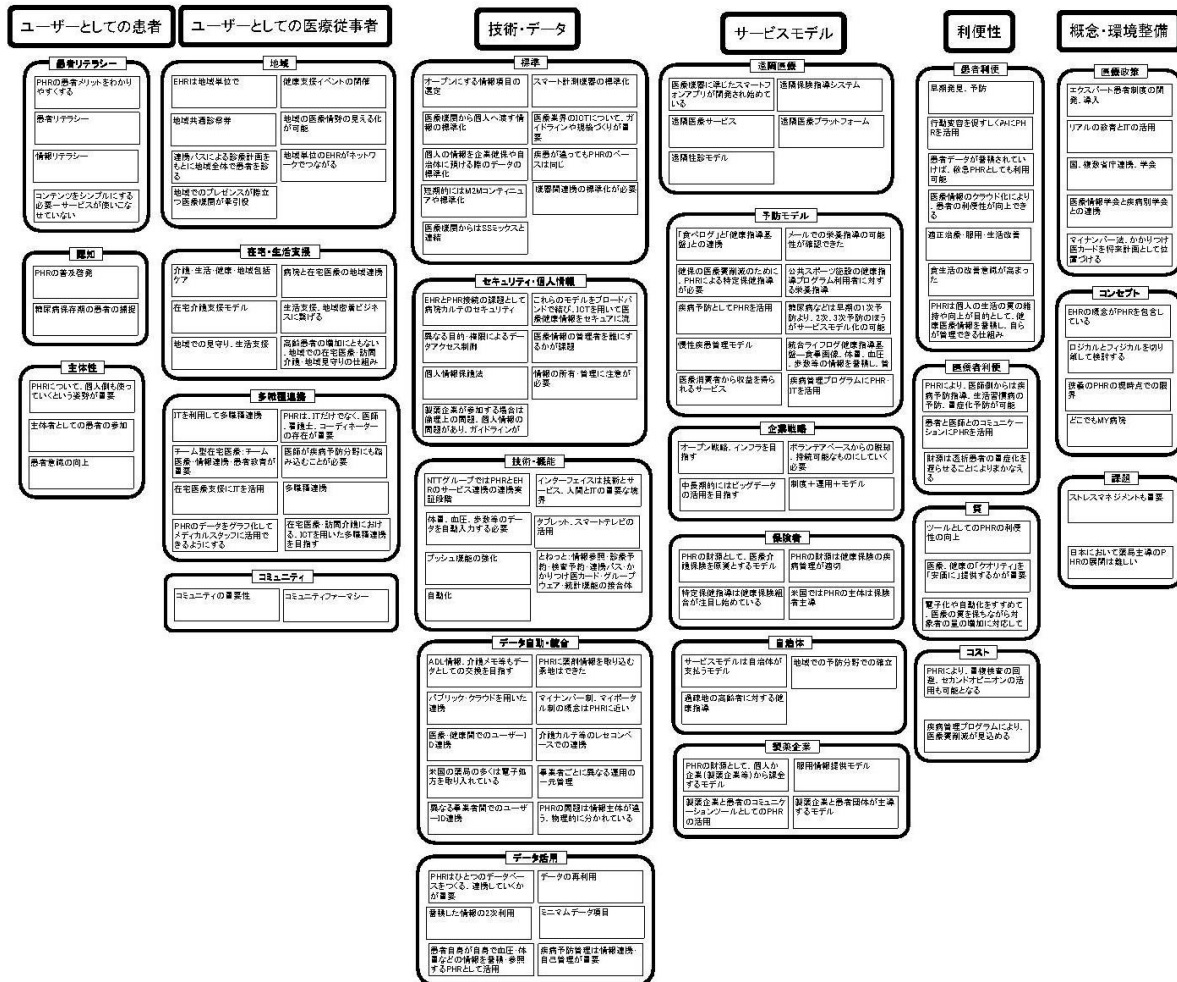 ユーザーとしての患者
患者リテラシー
PHRの患者メリットをわかり
やすくする
患者リテラシー
情報リテラシー
コンテンツをシンプルにする
必要ーサービスが使いこな
せていない
認知
PHRの普及啓発
糖尿病保存期の患者の捕捉
主体性
PHRについて、個人側も使っ
ていくという姿勢が重要
主体者としての患者の参加
患者意識の向上
ユーザーとしての医療従事者
地域
EHRは地域単位で
健康支援イベントの開催
地域共通診察券
地域の医療情勢の見える化
が可能
連携パスによる診療計画を
もとに地域全体で患者を診
る
地域単位のEHRがネットワ
ークでつながる
地域でのプレゼンスが際立
つ医療機関が牽引役
在宅・生活支援
介護・生活・健康・地域包括
ケア
病院と在宅医療の地域連携
在宅介護支援モデル
生活支援、地域密着ビジネ
スに繋げる
地域での見守り、生活支援
高齢者の増加にともない
、地域での在宅医療・訪問
介護・地域見守りの仕組み
多職種連携
ITを利用して多職種連携
PHRは、ITだけでなく、医師
、看護士、コーディネーター
の存在が重要
チーム型在宅医療：チーム
医療・情報連携・患者教育が
重要
医師が疾病予防分野にも踏
み込むことが必要
在宅医療支援にITを活用
多職種連携
PHRのデータをグラフ化して
メディカルスタッフに活用で
きるようにする
在宅医療・訪問介護におけ
る、ICTを用いた多職種連携
を目指す
コミュニティ
コミュニティの重要性
コミュニティファーマシー
技術・データ
標準
オープンにする情報項目の
選定
スマート計測機器の標準化
医療機関から個人へ渡す情
報の標準化
医療業界のICTについて、ガ
イドラインや規格づくりが重
要
個人の情報を企業健保や自
治体に預ける際のデータの
標準化
疾患が違ってもPHRのベー
スは同じ
短期的にはM2Mコンティニュ
アや標準化
機器間連携の標準化が必要
医療機関からはSSミックスと
連結
セキュリティ・個人情報
EHRとPHR接続の課題として
病院カルテのセキュリティ
これらのモデルをブロードバ
ンドで結び、ICTを用いて医
療健康情報をセキュアに流
異なる目的・権限によるデー
タアクセス制御
医療情報の管理者を誰にす
るかが課題
個人情報保護法
情報の所有・管理に注意が
必要
製薬企業が参加する場合は
倫理上の問題、個人情報の
問題があり、ガイドラインが
技術・機能
NTTグループではPHRとEHR
のサービス連携の連携実
証段階
インターフェイスは技術とサ
ービス、人間とITの重要な境
界
体重、血圧、歩数等のデー
タを自動入力する必要
タブレット、スマートテレビの
活用
プッシュ機能の強化
とねっと：情報参照・診療予
約・検査予約・連携パス・か
かりつけ医カード・グループ
ウェア・統計機能の複合体
自動化
データ自動・統合
ADL情報、介護メモ等もデー
タとしての交換を目指す
PHRに薬剤情報を取り込む
素地はできた
パブリック・クラウドを用いた
連携
マイナンバー制、マイポータ
ル制の概念はPHRに近い
医療・健康間でのユーザーI
D連携
介護カルテ等のレセコンベ
ースでの連携
米国の薬局の多くは電子処
方を取り入れている
事業者ごとに異なる運用の
一元管理
異なる事業者間でのユーザ
ーID連携
PHRの問題は情報主体が違
う、物理的に分かれている
データ活用
PHRはひとつのデータベー
スをつくる、連携していくか
が重要
データの再利用
蓄積した情報の2次利用
ミニマムデータ項目
患者自身が自身で血圧・体
重などの情報を蓄積・参照
するPHRとして活用
疾病予防管理は情報連携・
自己管理が重要
サービスモデル
遠隔医療
医療機器に準じたスマート
フォンアプリが開発され始めて
いる
遠隔保険指導システム
遠隔医療サービス
遠隔医療プラットフォーム
遠隔往診モデル
予防モデル
「食べログ」と「健康指導基
盤」との連携
メールでの栄養指導の可能
性が確認できた
健保の医療費削減のために
、PHRによる特定保健指導
が必要
公共スポーツ施設の健康指
導プログラム利用者に対す
る栄養指導
疾病予防としてPHRを活用
糖尿病などは早期の1次予
防より、2次、3次予防のほう
がサービスモデル化の可能
慢性疾患管理モデル
統合ライフログ健康指導基
盤―食事画像、体重、血圧
、歩数等の情報を蓄積し、管
医療消費者から収益を得ら
れるサービス
疾病管理プログラムにPHR・
ITを活用
企業戦略
オープン戦略、インフラを目
指す
ボランテアベースからの脱却
、持続可能なものにしていく
必要
中長期的にはビッグデータ
の活用を目指す
制度＋運用＋モデル
保険者
PHRの財源として、医療介
護保険を原資とするモデル
PHRの財源は健康保険の疾
病管理が適切
特定保健指導は健康保険組
合が注目し始めている
米国ではPHRの主体は保険
者主導
自治体
サービスモデルは自治体が
支払うモデル
地域での予防分野での確立
過疎地の高齢者に対する健
康指導
製薬企業
PHRの財源として、個人か
企業(製薬企業等)から課金
するモデル
服用情報提供モデル
製薬企業と患者のコミュニケ
ーションツールとしてのPHR
の活用
製薬企業と患者団体が主導
するモデル
利便性
患者利便
早期発見、予防
行動変容を促すしくみにPH
Rを活用
患者データが蓄積されてい
けば、救急PHRとしても利用
可能
医療情報のクラウド化により
、患者の利便性が向上でき
る
適正治療・服用・生活改善
食生活の改善意識が高まっ
た
PHRは個人の生活の質の維
持や向上が目的として、健
康医療情報を蓄積し、自ら
が管理できる仕組み
医療者利便
PHRにより、医師側からは疾
病予防指導、生活習慣病の
予防、重症化予防が可能
患者と医師とのコミュニケー
ションにPHRを活用
財源は透析患者の重症化を
遅らせることによりまかなえ
る
質
ツールとしてのPHRの利便
性の向上
医療、健康の「クオリティ」を
「安価に」提供するかが重要
電子化や自動化をすすめて
、医療の質を保ちながら対
象者の量の増加に対応して
コスト
PHRにより、重複検査の回
避、セカンドオピニオンの活
用も可能となる
疾病管理プログラムにより、
医療費削減が見込める
概念・環境整備
医療政策
エクスパート患者制度の開
発、導入
リアルの教育とITの活用
国、複数省庁連携、学会
医療情報学会と疾病別学会
との連携
マイナンバー法、かかりつけ
医カードを将来計画として位
置づける
コンセプト
EHRの概念がPHRを包含し
ている
ロジカルとフィジカルを切り
離して検討する
狭義のPHRの現時点での限
界
どこでもMY病院
課題
ストレスマネジメントも重要
日本において薬局主導のP
HRの展開は難しい